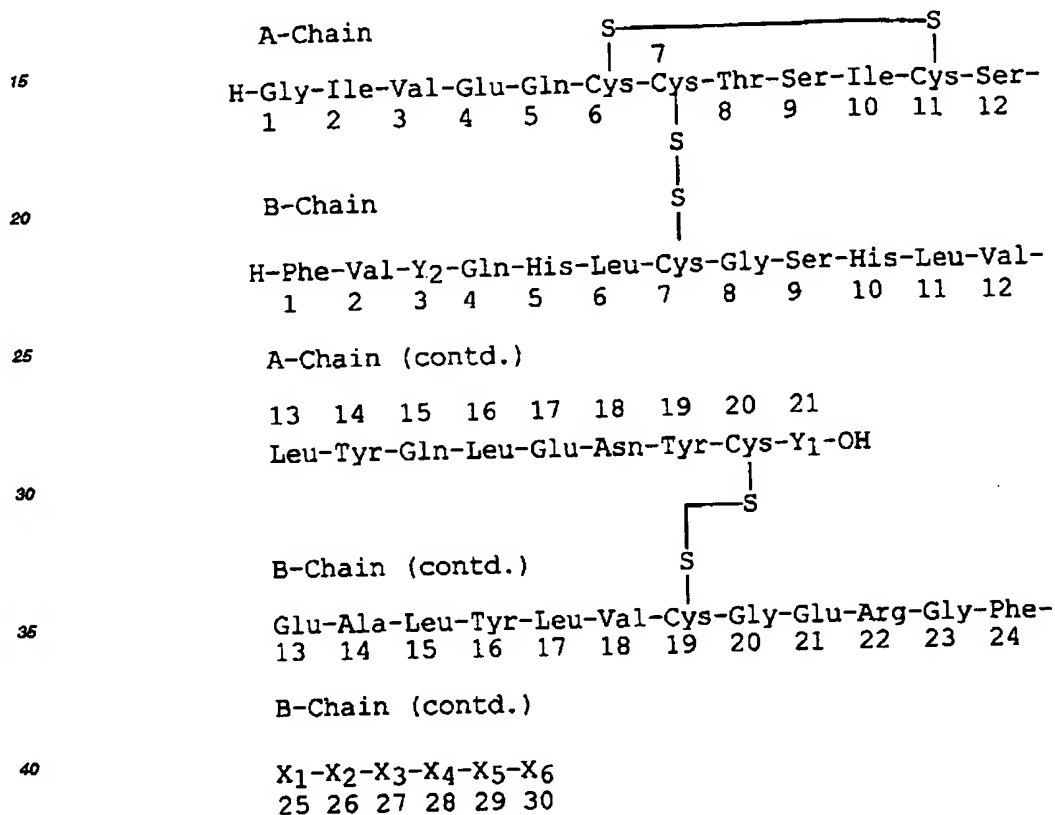 A-Chain
S S
7
15 H-Gly-Ile-Val-Glu-Gln-Cys-Cys-Thr-Ser-Ile-Cys-Ser-
1 2 3 4 5 6 8 9 10 11 12
S
S
B-Chain
20
H-Phe-Val-Y2-Gln-His-Leu-Cys-Gly-Ser-His-Leu-Val-
1 2 3 4 5 6 7 8 9 10 11 12
25 A-Chain (contd.)
13 14 15 16 17 18 19 20 21
Leu-Tyr-Gln-Leu-Glu-Asn-Tyr-Cys-Y1-OH
30 S
S
B-Chain (contd.)
35 Glu-Ala-Leu-Tyr-Leu-Val-Cys-Gly-Glu-Arg-Gly-Phe-
13 14 15 16 17 18 19 20 21 22 23 24
B-Chain (contd.)
40 X1-X2-X3-X4-X5-X6
25 26 27 28 29 30